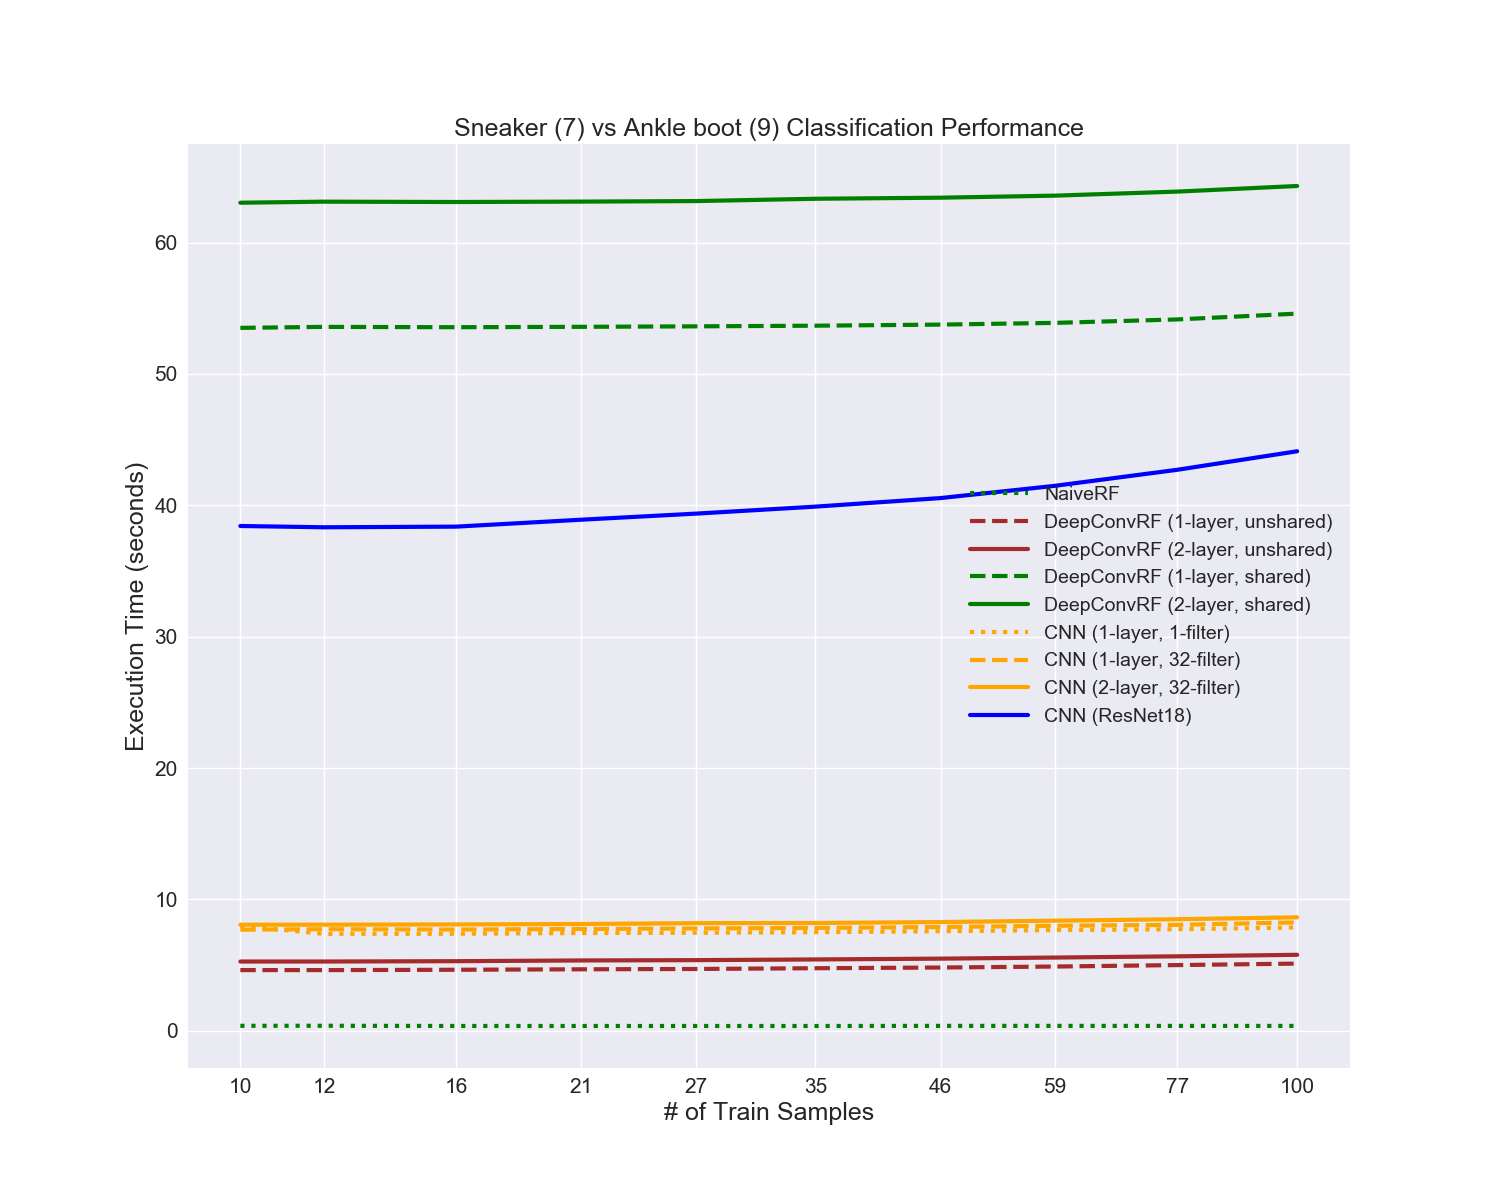 Sneaker (7) vs Ankle boot (9) Classification Performance
60
50
40
30
20
10
0
Execution Time (seconds)
NaiveRF
DeepConvRF (1-layer, unshared)
DeepConvRF (2-layer, unshared)
DeepConvRF (1-layer, shared)
DeepConvRF (2-layer, shared)
CNN (1-layer, 1-filter)
CNN (1-layer, 32-filter)
CNN (2-layer, 32-filter)
CNN (ResNet18)
10 12 16 21 27 35 46 59 77 100
# of Train Samples